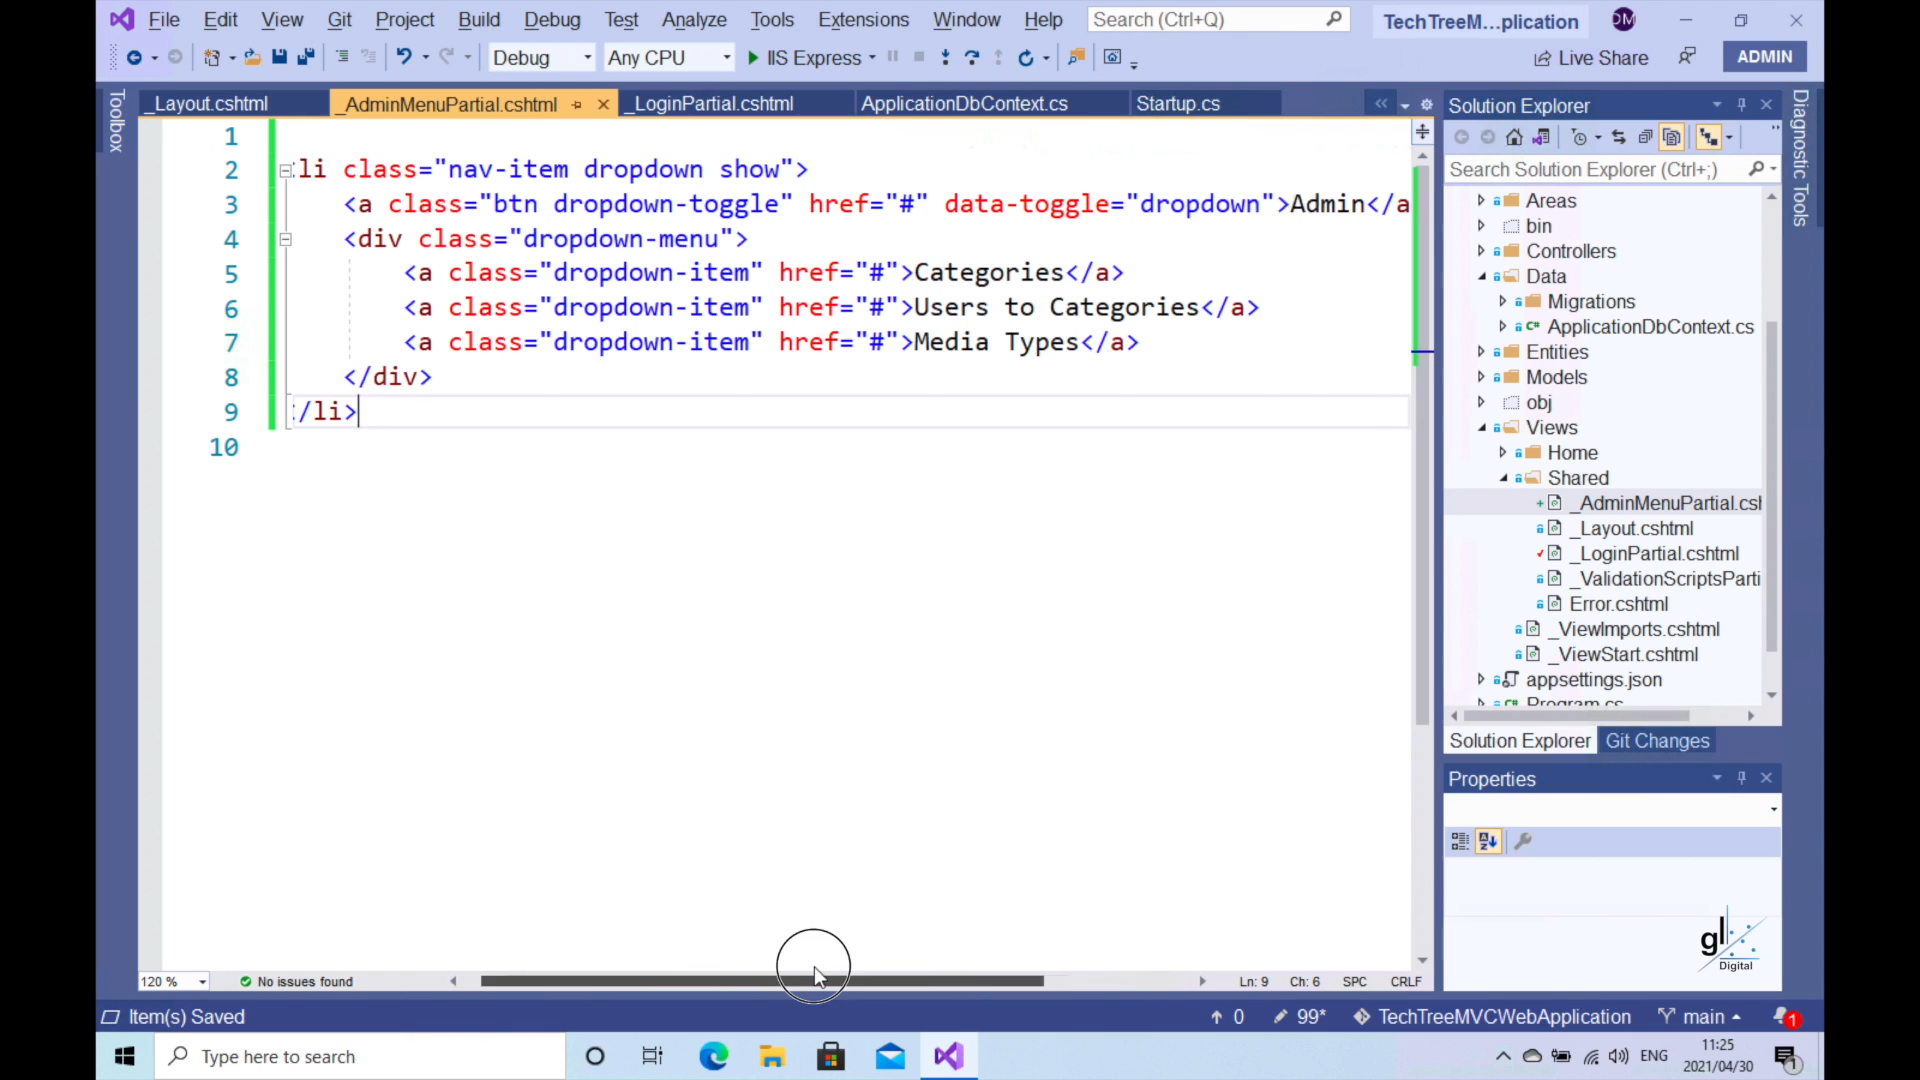 File Edit View Git Project Build Debug Test Analyze Tools Extensions Window Help Search (Ctrl+Q) TechTreeM...plication DM
Debug Any CPU IIS Express Live Share ADMIN
Toolbox
_Layout.cshtml _AdminMenuPartial.cshtml _LoginPartial.cshtml ApplicationDbContext.cs Startup.cs
1
2 li class="nav-item dropdown show">
3 <a class="btn dropdown-toggle" href="#" data-toggle="dropdown">Admin</a
4 <div class="dropdown-menu">
5 <a class="dropdown-item" href="#">Categories</a>
6 <a class="dropdown-item" href="#">Users to Categories</a>
7 <a class="dropdown-item" href="#">Media Types</a>
8 </div>
9 /li>
10
120 % No issues found Ln: 9 Ch: 6 SPC CRLF
Solution Explorer
Search Solution Explorer (Ctrl+;)
Areas
bin
Controllers
Data
Migrations
ApplicationDbContext.cs
Entities
Models
obj
Views
Home
Shared
_AdminMenuPartial.csh
_Layout.cshtml
_LoginPartial.cshtml
_ValidationScriptsParti
Error.cshtml
_ViewImports.cshtml
_ViewStart.cshtml
appsettings.json
Program.cs
Solution Explorer Git Changes
Properties
gl
Digital
Diagnostic Tools
Item(s) Saved 0 99* TechTreeMVCWebApplication main 1
Type here to search ENG 11:25
2021/04/30 1